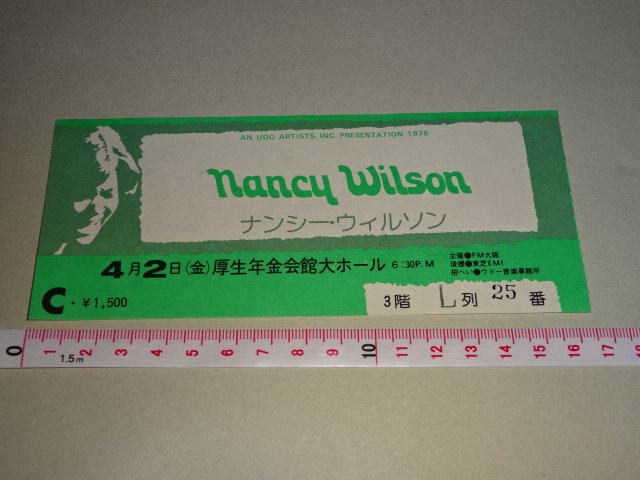 AN UDO ARTISTS, INC. PRESENTATION 1976
nancy Wilson
ナンシー・ウィルソン
4月2日(金)厚生年金会館大ホール 6:30P.M
主催●FM大阪
後援●東芝EMI
招へい●ウドー音楽事務所
C・¥1,500
3階 L列 25番
0 1 2 3 4 5 6 7 8 9 10 11 12 13 14 15 16 17
1.5m